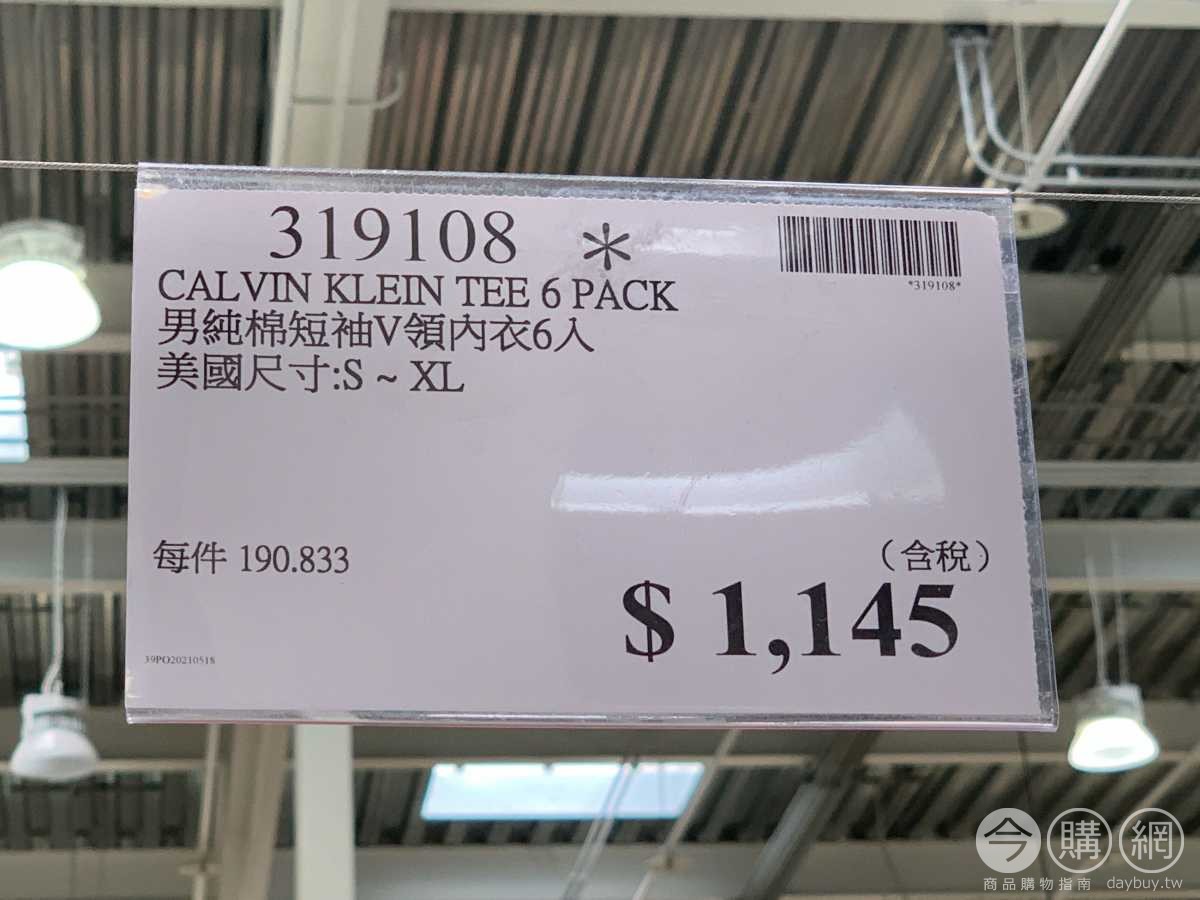 319108 *
*319108*
CALVIN KLEIN TEE 6 PACK
男純棉短袖V領內衣6入
美國尺寸:S ~ XL
每件 190.833
(含稅)
$ 1,145
39PO20210518
今購網
商品購物指南 daybuy.tw